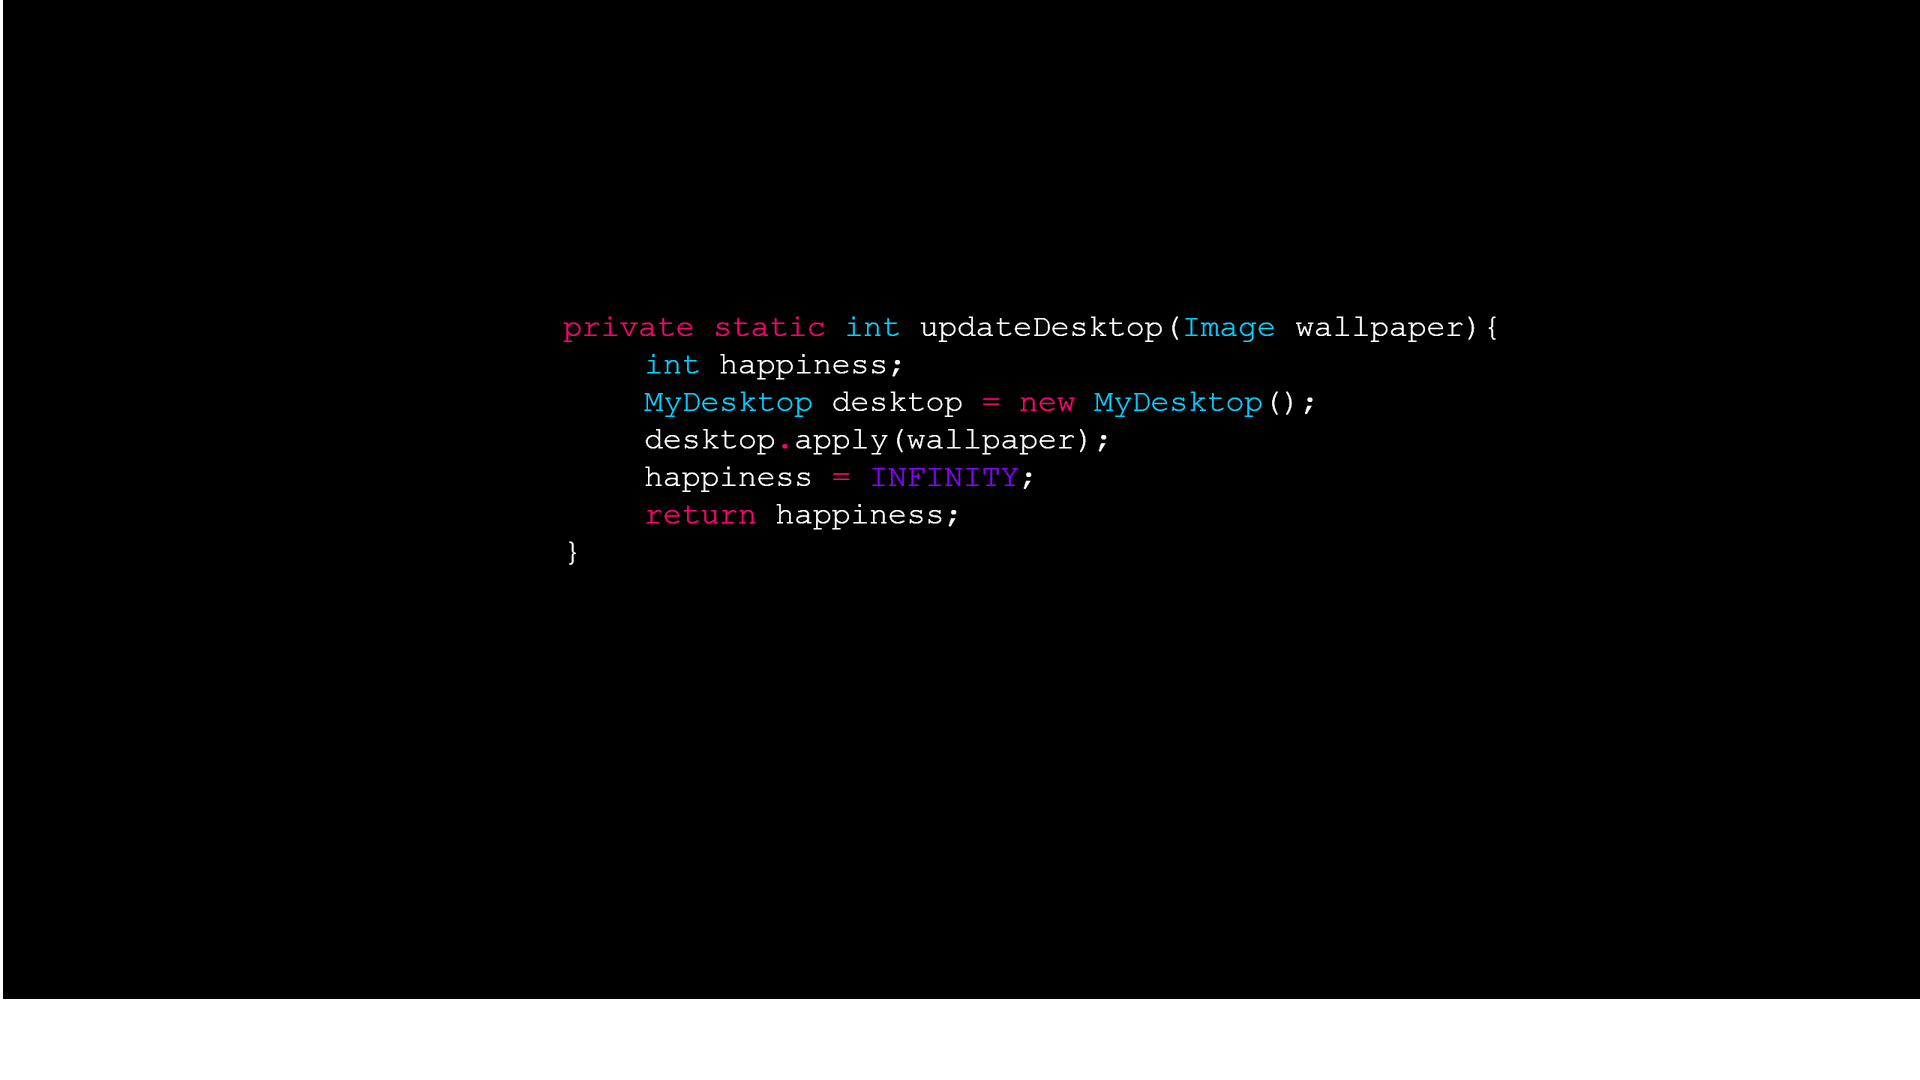 private static int updateDesktop(Image wallpaper){
int happiness;
MyDesktop desktop = new MyDesktop();
desktop.apply(wallpaper);
happiness = INFINITY;
return happiness;
}